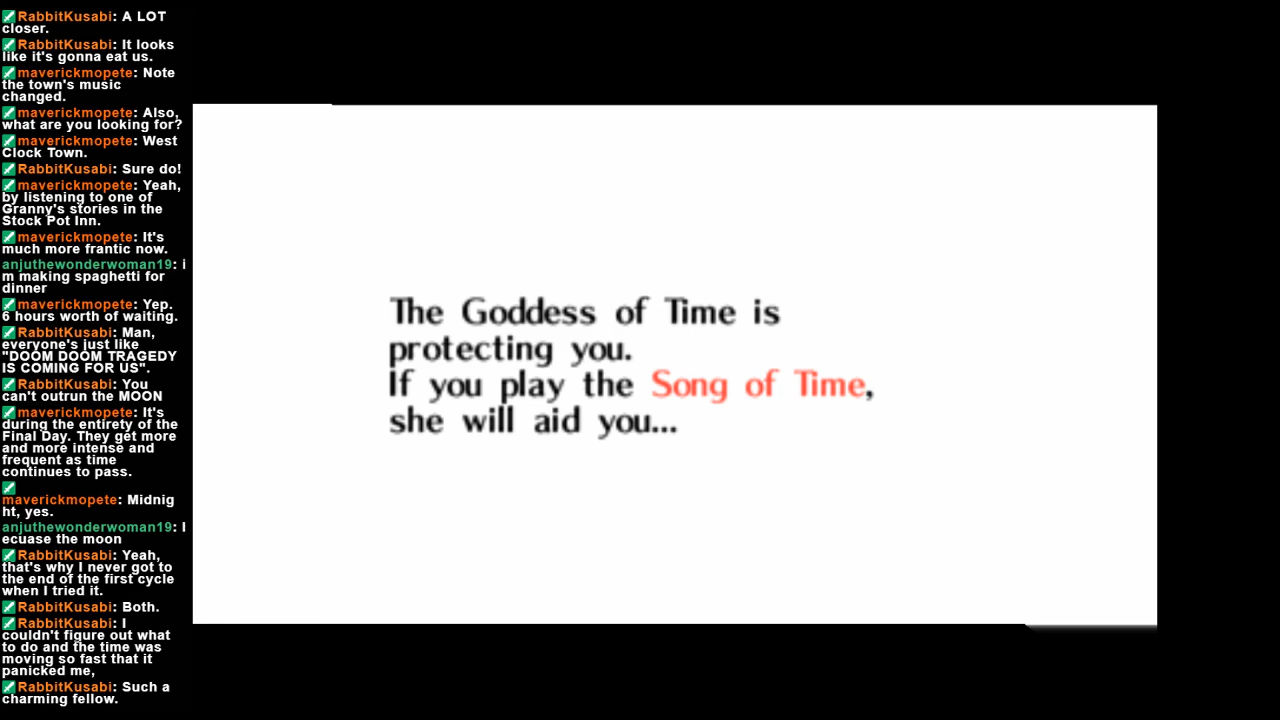 RabbitKusabi: A LOT
closer.
RabbitKusabi: It looks
like it's gonna eat us.
maverickmopete: Note
the town's music
changed.
maverickmopete: Also,
what are you looking for?
maverickmopete: West
Clock Town.
RabbitKusabi: Sure do!
maverickmopete: Yeah,
by listening to one of
Granny's stories in the
Stock Pot Inn.
maverickmopete: It's
much more frantic now.
anjuthewonderwoman19: i
m making spaghetti for
dinner
maverickmopete: Yep.
6 hours worth of waiting.
RabbitKusabi: Man,
everyone's just like
"DOOM DOOM TRAGEDY
IS COMING FOR US".
RabbitKusabi: You
can't outrun the MOON
maverickmopete: It's
during the entirety of the
Final Day. They get more
and more intense and
frequent as time
continues to pass.
maverickmopete: Midnig
ht, yes.
anjuthewonderwoman19: I
ecuase the moon
RabbitKusabi: Yeah,
that's why I never got to
the end of the first cycle
when I tried it.
RabbitKusabi: Both.
RabbitKusabi: I
couldn't figure out what
to do and the time was
moving so fast that it
panicked me,
RabbitKusabi: Such a
charming fellow.
The Goddess of Time is
protecting you.
If you play the Song of Time,
she will aid you...